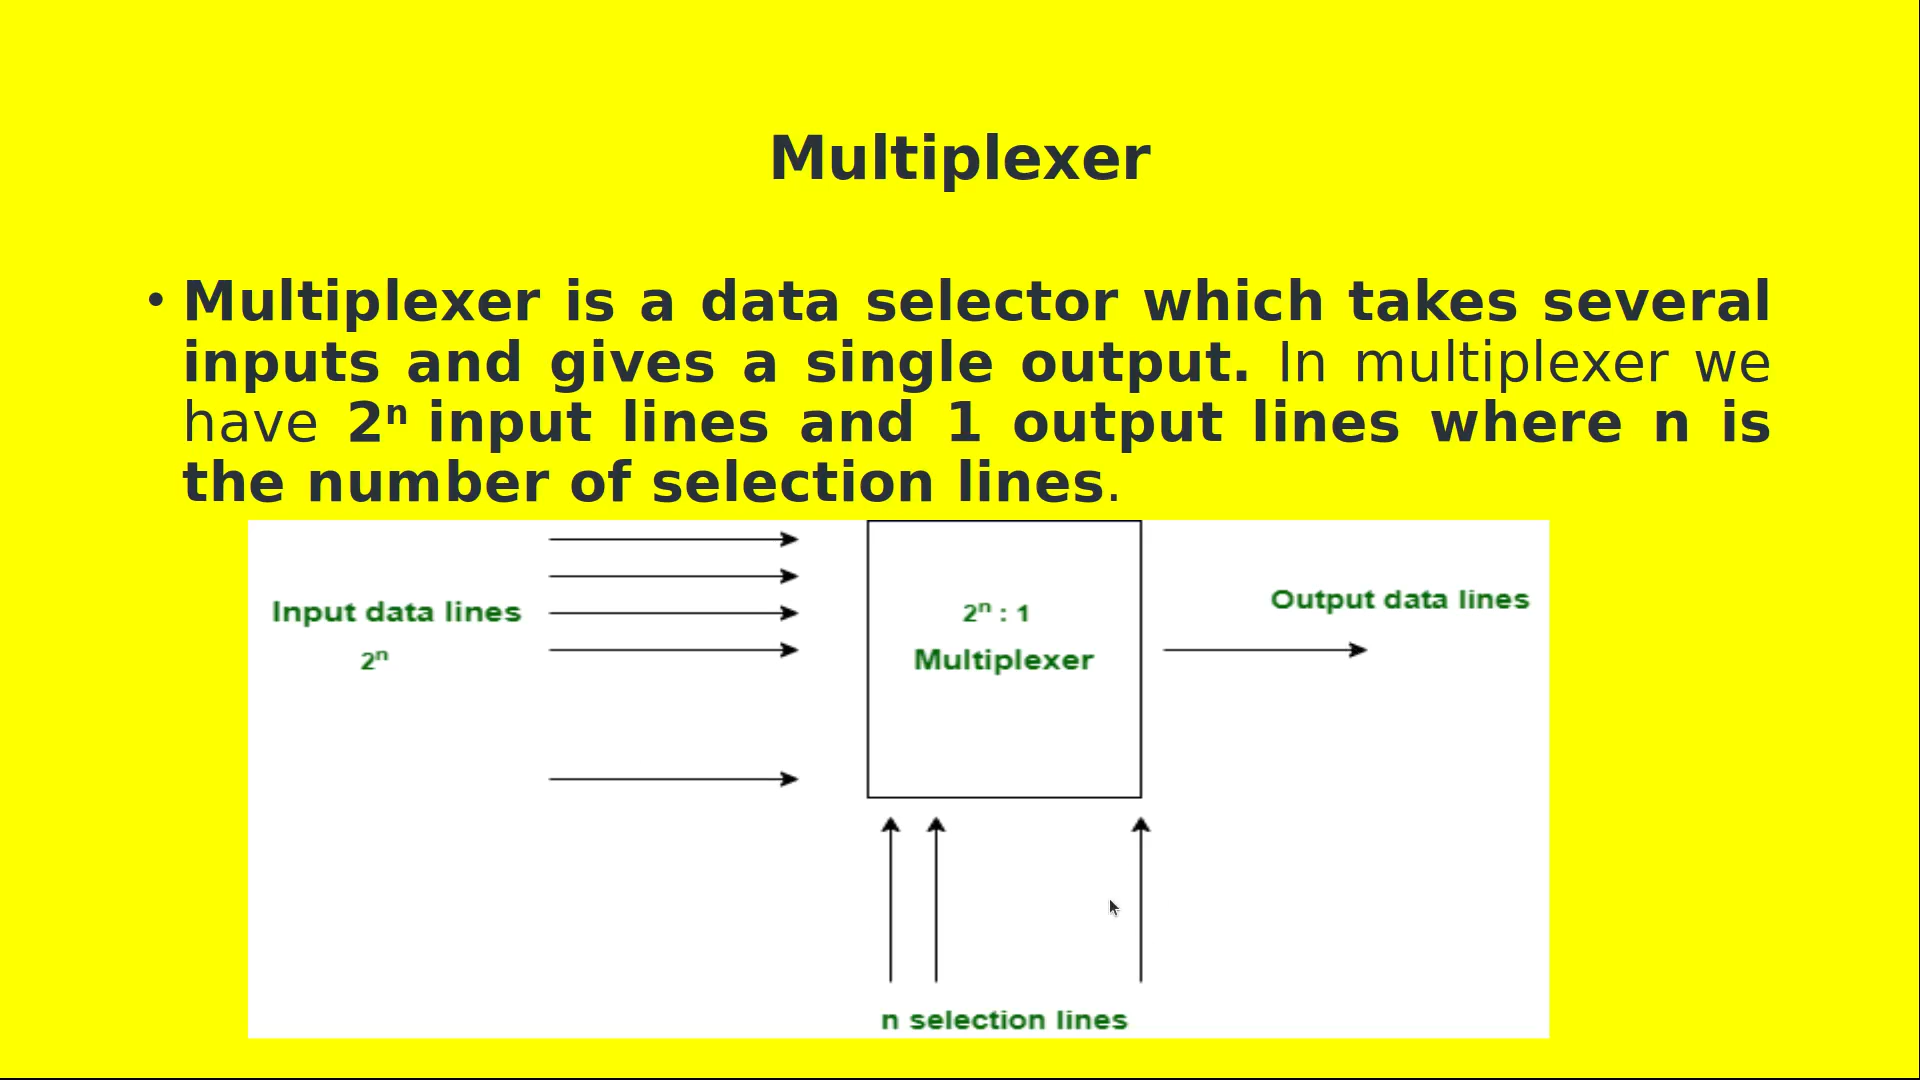 Multiplexer
• Multiplexer is a data selector which takes several
inputs and gives a single output. In multiplexer we
have 2ⁿ input lines and 1 output lines where n is
the number of selection lines.
Input data lines
2ⁿ
2ⁿ : 1
Multiplexer
Output data lines
n selection lines